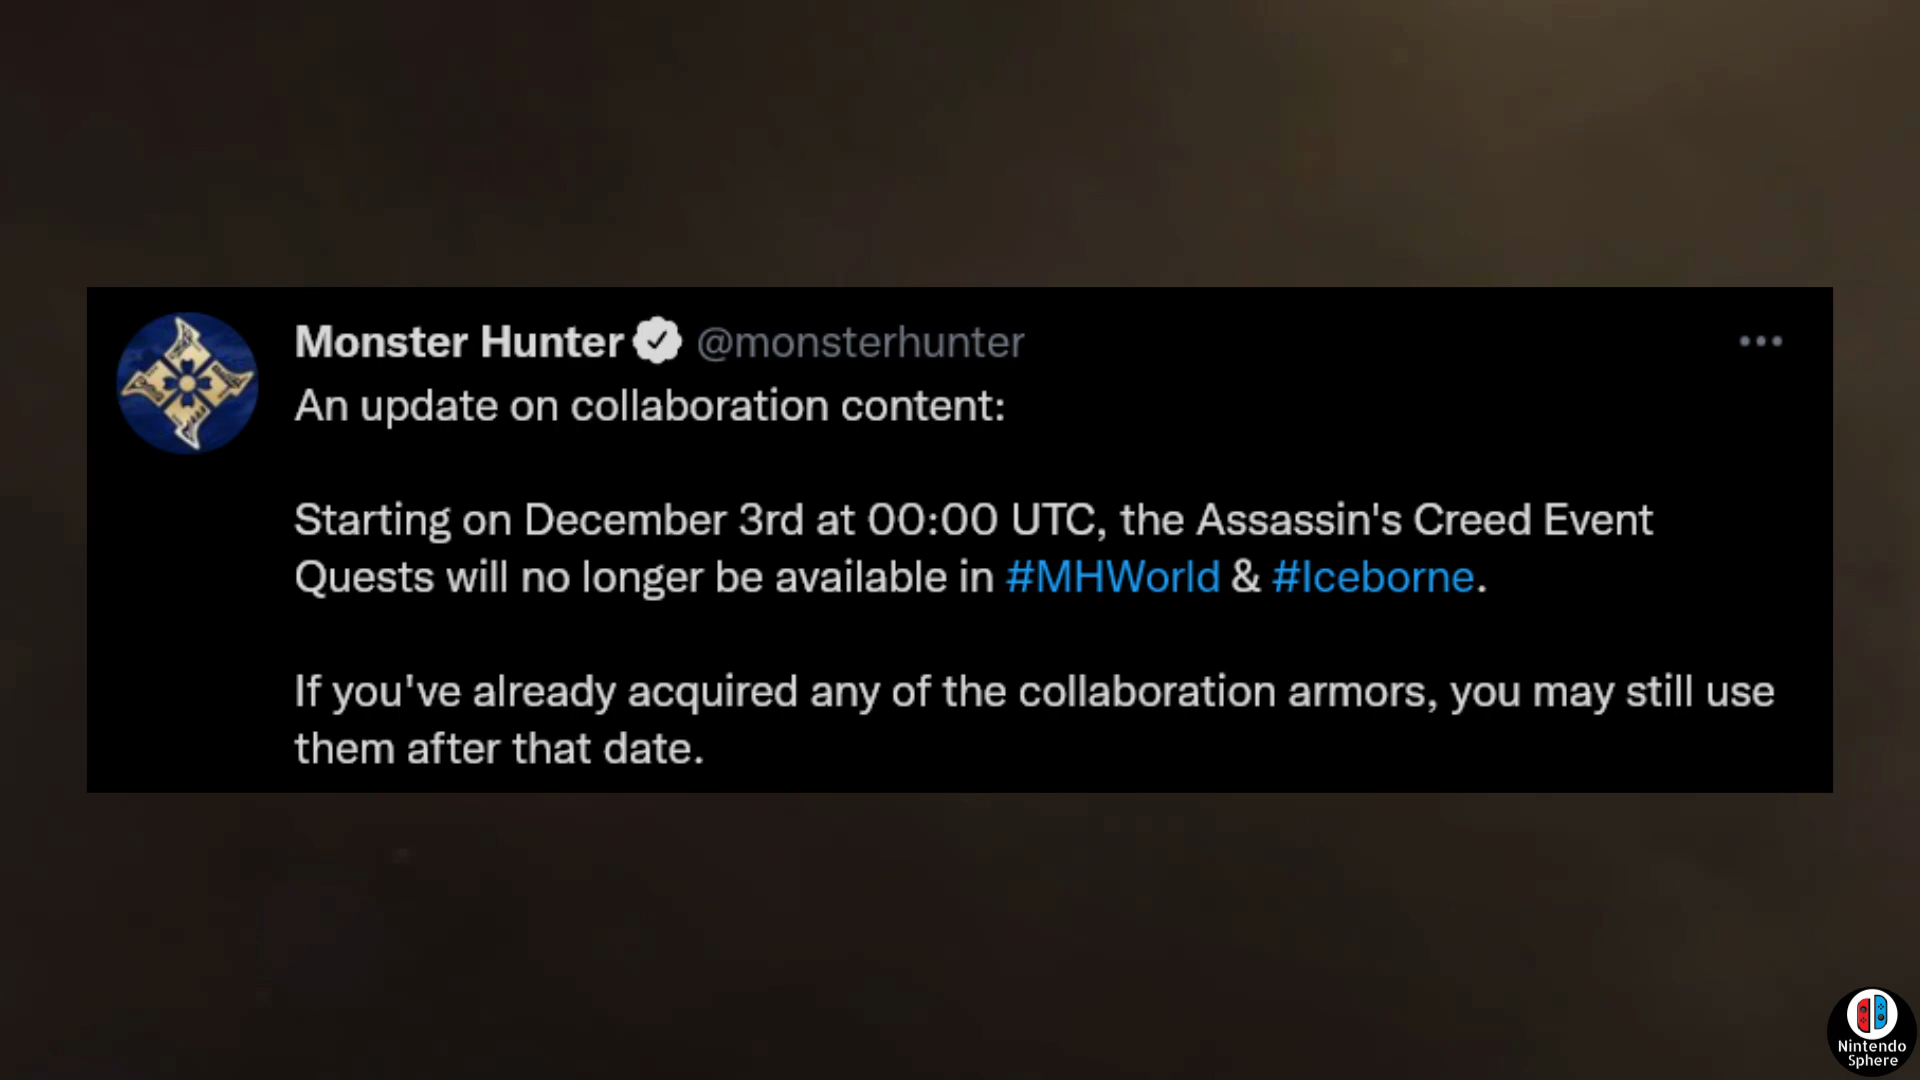 Monster Hunter @monsterhunter
An update on collaboration content:
Starting on December 3rd at 00:00 UTC, the Assassin's Creed Event
Quests will no longer be available in #MHWorld & #Iceborne.
If you've already acquired any of the collaboration armors, you may still use
them after that date.
Nintendo
Sphere